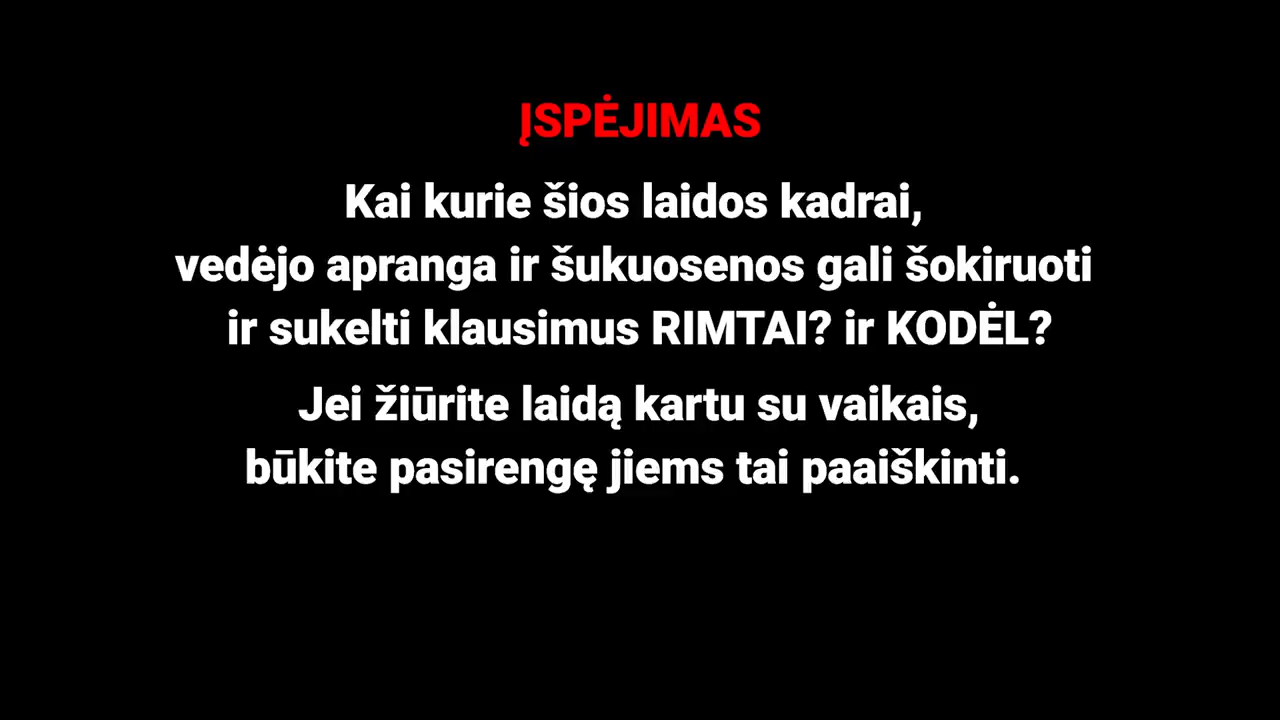 ĮSPĖJIMAS
Kai kurie šios laidos kadrai,
vedėjo apranga ir šukuosenos gali šokiruoti
ir sukelti klausimus RIMTAI? ir KODĖL?
Jei žiūrite laidą kartu su vaikais,
būkite pasirengę jiems tai paaiškinti.